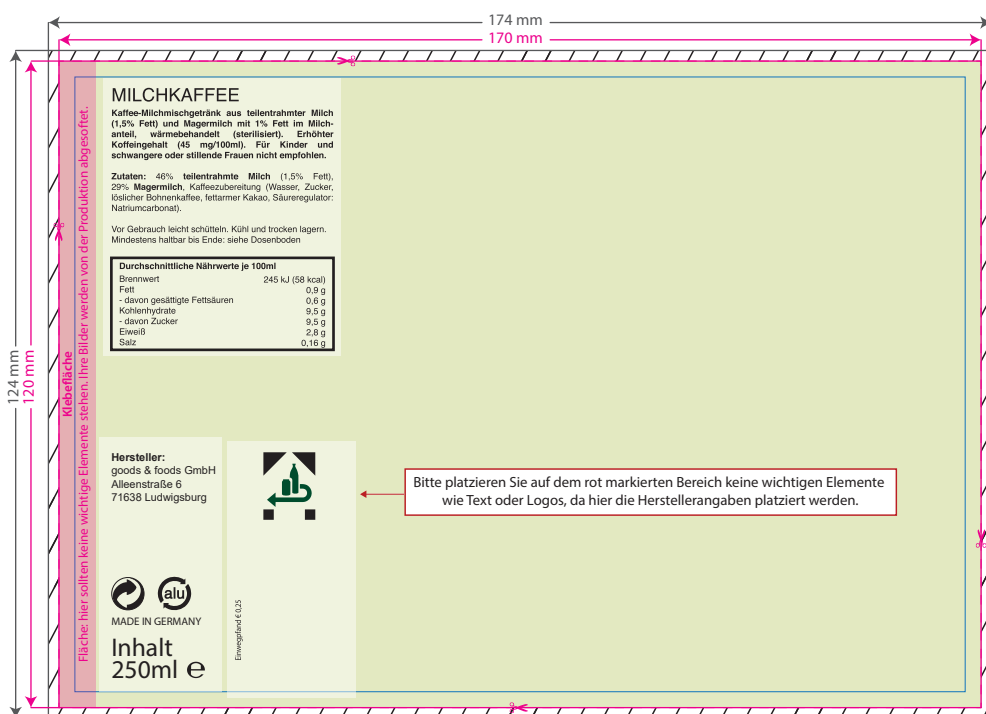 174 mm
170 mm
124 mm
120 mm
Klebefläche
Fläche: hier sollten keine wichtige Elemente stehen. Ihre Bilder werden von der Produktion abgesoftet.
MILCHKAFFEE
Kaffee-Milchmischgetränk aus teilentrahmter Milch
(1,5% Fett) und Magermilch mit 1% Fett im Milch-
anteil, wärmebehandelt (sterilisiert). Erhöhter
Koffeingehalt (45 mg/100ml). Für Kinder und
schwangere oder stillende Frauen nicht empfohlen.
Zutaten: 46% teilentrahmte Milch (1,5% Fett),
29% Magermilch, Kaffeezubereitung (Wasser, Zucker,
löslicher Bohnenkaffee, fettarmer Kakao, Säureregulator:
Natriumcarbonat).
Vor Gebrauch leicht schütteln. Kühl und trocken lagern.
Mindestens haltbar bis Ende: siehe Dosenboden
Durchschnittliche Nährwerte je 100ml
Brennwert 245 kJ (58 kcal)
Fett 0,9 g
- davon gesättigte Fettsäuren 0,6 g
Kohlenhydrate 9,5 g
- davon Zucker 9,5 g
Eiweiß 2,8 g
Salz 0,16 g
Hersteller:
goods & foods GmbH
Alleenstraße 6
71638 Ludwigsburg
alu
MADE IN GERMANY
Inhalt
250ml ℮
Einwegpfand € 0,25
Bitte platzieren Sie auf dem rot markierten Bereich keine wichtigen Elemente
wie Text oder Logos, da hier die Herstellerangaben platziert werden.